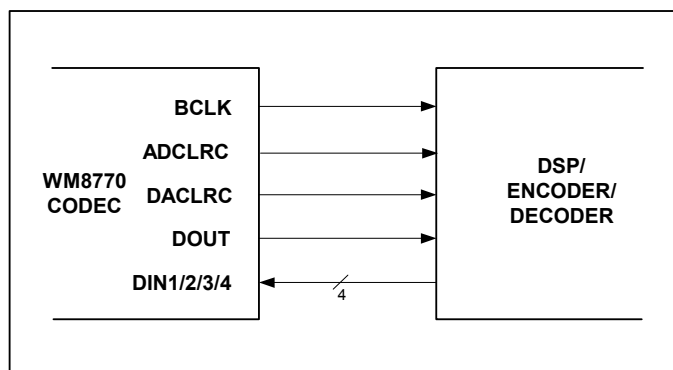 BCLK
ADCLRC
WM8770
CODEC
DACLRC
DOUT
DIN1/2/3/4
4
DSP/
ENCODER/
DECODER